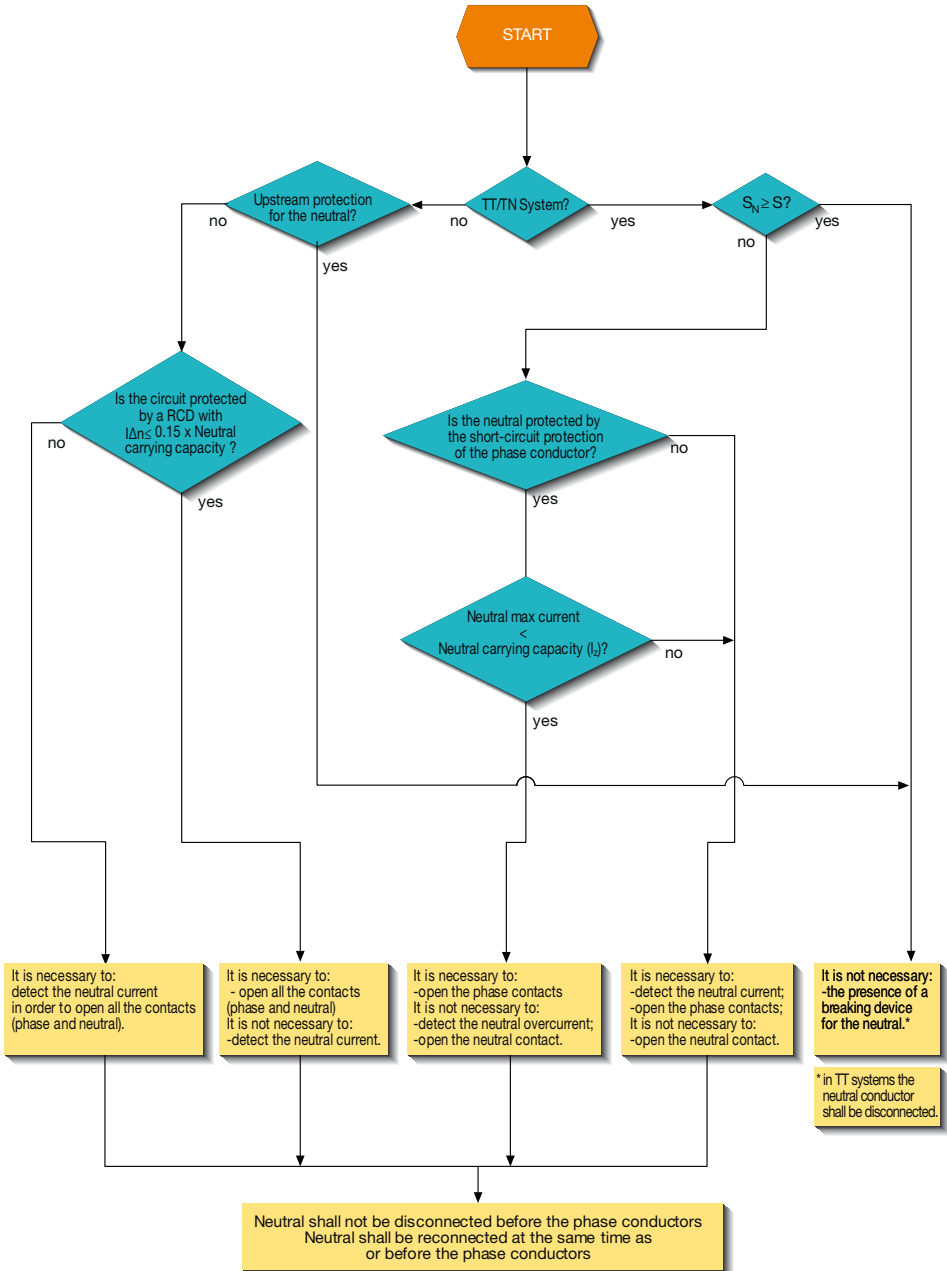 START
Upstream protection
for the neutral?
TT/TN System?
S_N ≥ S?
no
yes
no
yes
no
yes
Is the circuit protected
by a RCD with
IΔn≤ 0.15 x Neutral
carrying capacity ?
no
yes
Is the neutral protected by
the short-circuit protection
of the phase conductor?
no
yes
Neutral max current
<
Neutral carrying capacity (I_z)?
no
yes
It is necessary to:
detect the neutral current
in order to open all the contacts
(phase and neutral).
It is necessary to:
- open all the contacts
(phase and neutral)
It is not necessary to:
-detect the neutral current.
It is necessary to:
-open the phase contacts
It is not necessary to:
-detect the neutral overcurrent;
-open the neutral contact.
It is necessary to:
-detect the neutral current;
-open the phase contacts;
It is not necessary to:
-open the neutral contact.
It is not necessary:
-the presence of a
breaking device
for the neutral.*
* in TT systems the
neutral conductor
shall be disconnected.
Neutral shall not be disconnected before the phase conductors
Neutral shall be reconnected at the same time as
or before the phase conductors